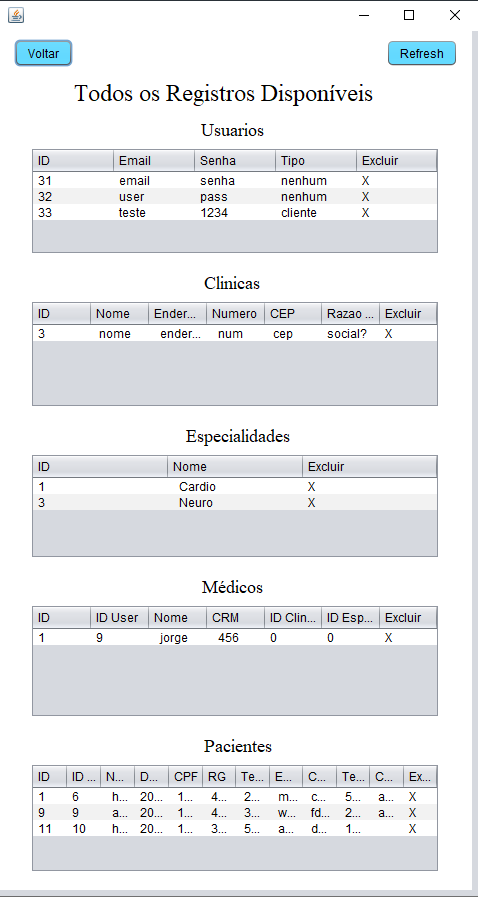 Voltar Refresh
Todos os Registros Disponíveis
Usuarios
ID Email Senha Tipo Excluir
31 email senha nenhum X
32 user pass nenhum X
33 teste 1234 cliente X
Clinicas
ID Nome Ender... Numero CEP Razao ... Excluir
3 nome ender... num cep social? X
Especialidades
ID Nome Excluir
1 Cardio X
3 Neuro X
Médicos
ID ID User Nome CRM ID Clin... ID Esp... Excluir
1 9 jorge 456 0 0 X
Pacientes
ID ID ... N... D... CPF RG Te... E... C... Te... C... Ex...
1 6 h... 20... 1... 4... 2... m... c... 5... a... X
9 9 a... 20... 1... 4... 3... w... fd... 2... a... X
11 10 h... 20... 1... 3... 5... a... d... 1... X